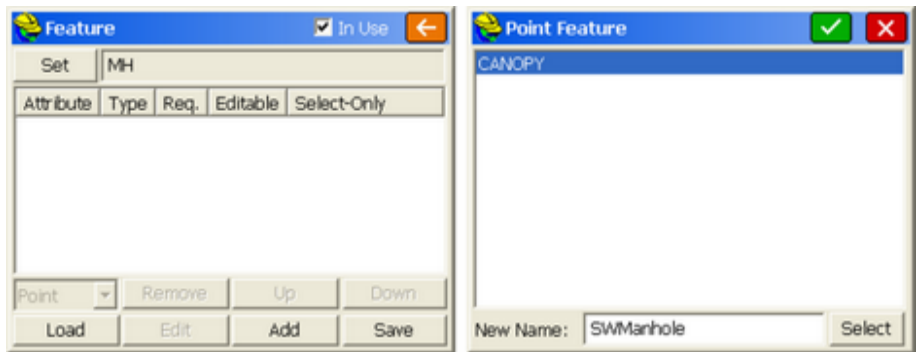 Feature
In Use
Set MH
Attribute Type Req. Editable Select-Only
Point Remove Up Down
Load Edit Add Save
Point Feature
CANOPY
New Name: SWManhole Select